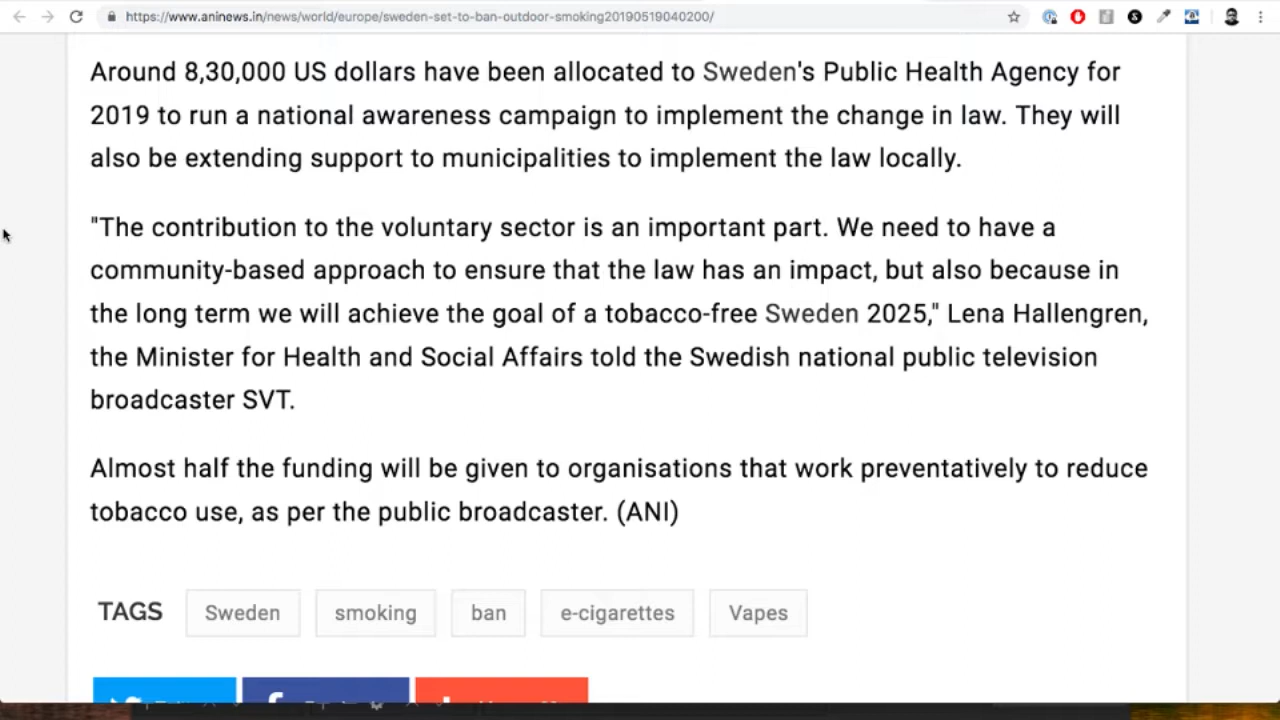 https://www.aninews.in/news/world/europe/sweden-set-to-ban-outdoor-smoking20190519040200/
Around 8,30,000 US dollars have been allocated to Sweden's Public Health Agency for
2019 to run a national awareness campaign to implement the change in law. They will
also be extending support to municipalities to implement the law locally.
"The contribution to the voluntary sector is an important part. We need to have a
community-based approach to ensure that the law has an impact, but also because in
the long term we will achieve the goal of a tobacco-free Sweden 2025," Lena Hallengren,
the Minister for Health and Social Affairs told the Swedish national public television
broadcaster SVT.
Almost half the funding will be given to organisations that work preventatively to reduce
tobacco use, as per the public broadcaster. (ANI)
TAGS Sweden smoking ban e-cigarettes Vapes